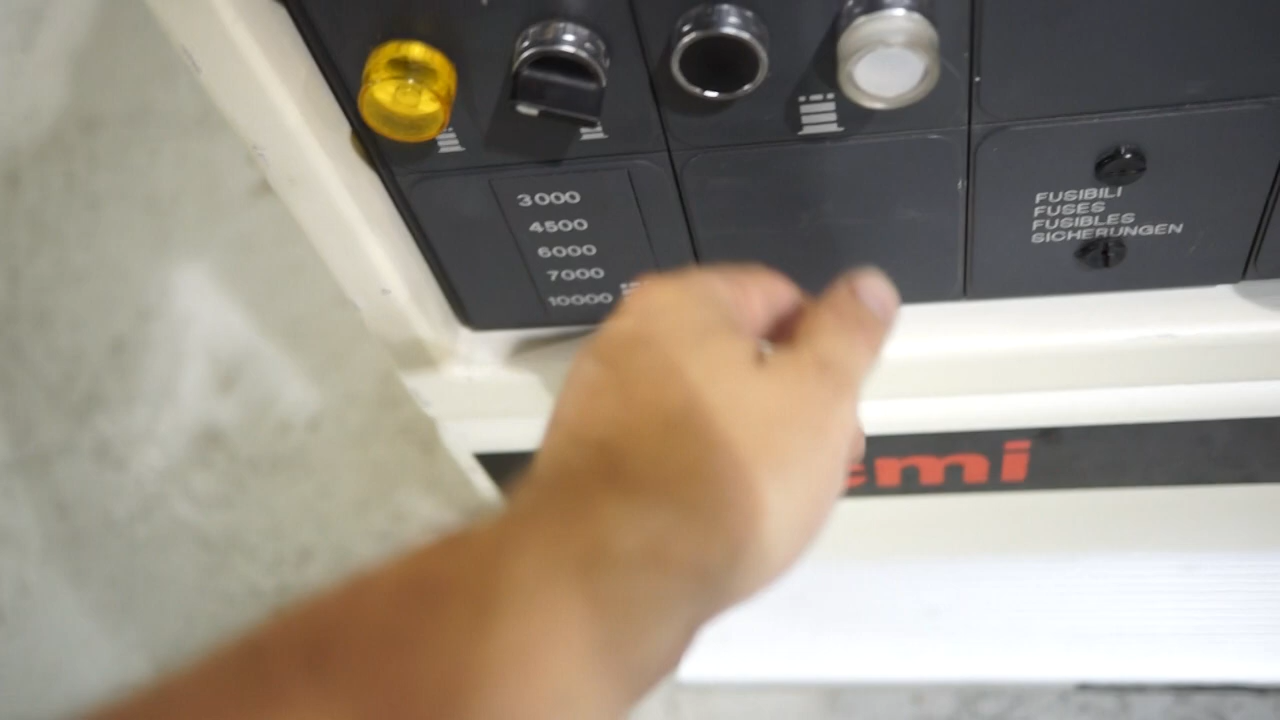 3000
4500
6000
7000
10000
FUSIBILI
FUSES
FUSIBLES
SICHERUNGEN
cmi